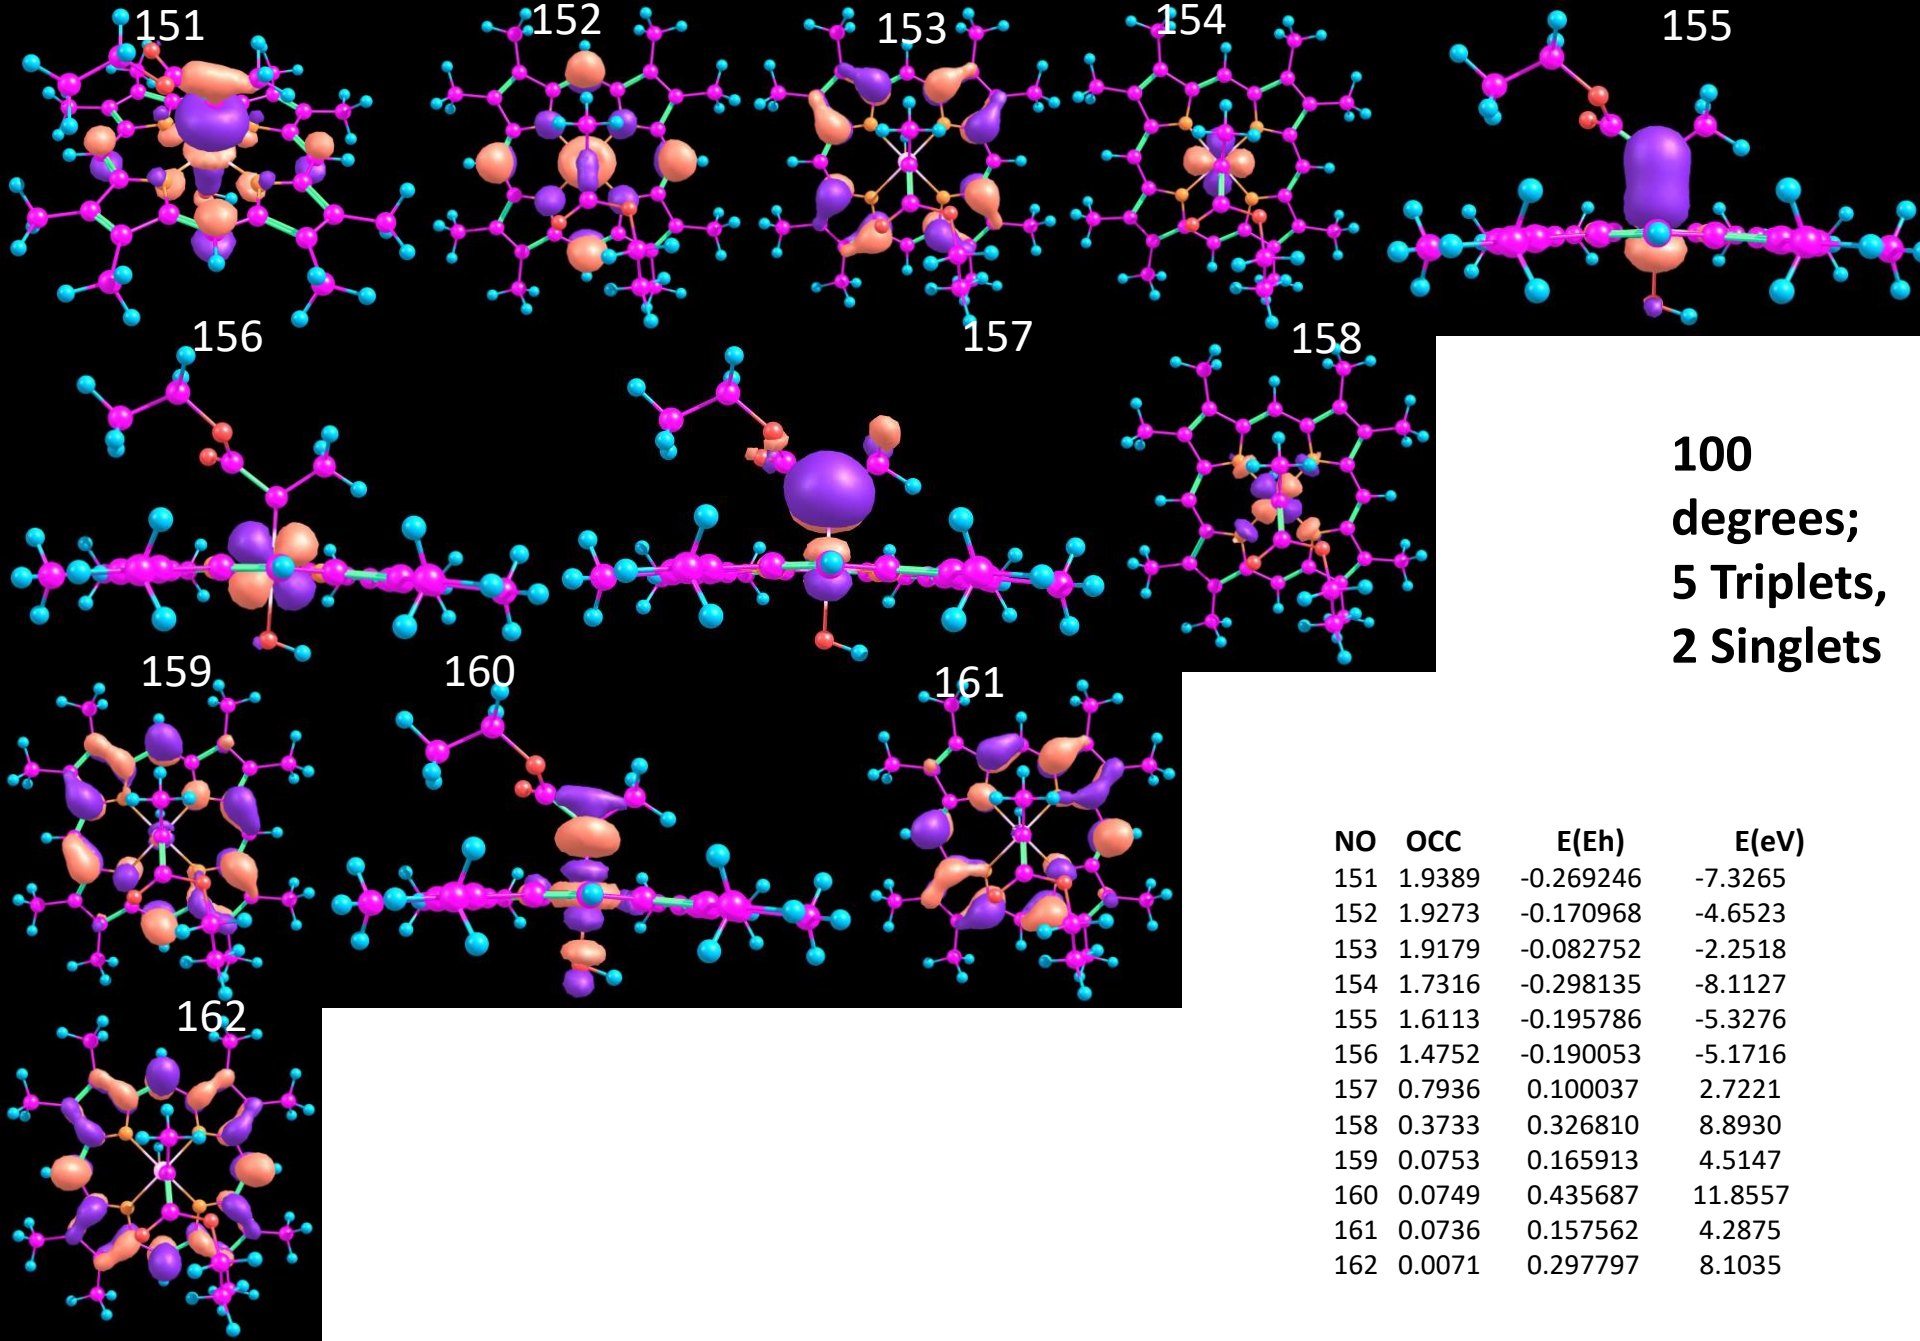 151
152
153
154
155
156
157
158
100
degrees;
5 Triplets,
2 Singlets
159
160
161
162
NO OCC E(Eh) E(eV)
151 1.9389 -0.269246 -7.3265
152 1.9273 -0.170968 -4.6523
153 1.9179 -0.082752 -2.2518
154 1.7316 -0.298135 -8.1127
155 1.6113 -0.195786 -5.3276
156 1.4752 -0.190053 -5.1716
157 0.7936 0.100037 2.7221
158 0.3733 0.326810 8.8930
159 0.0753 0.165913 4.5147
160 0.0749 0.435687 11.8557
161 0.0736 0.157562 4.2875
162 0.0071 0.297797 8.1035